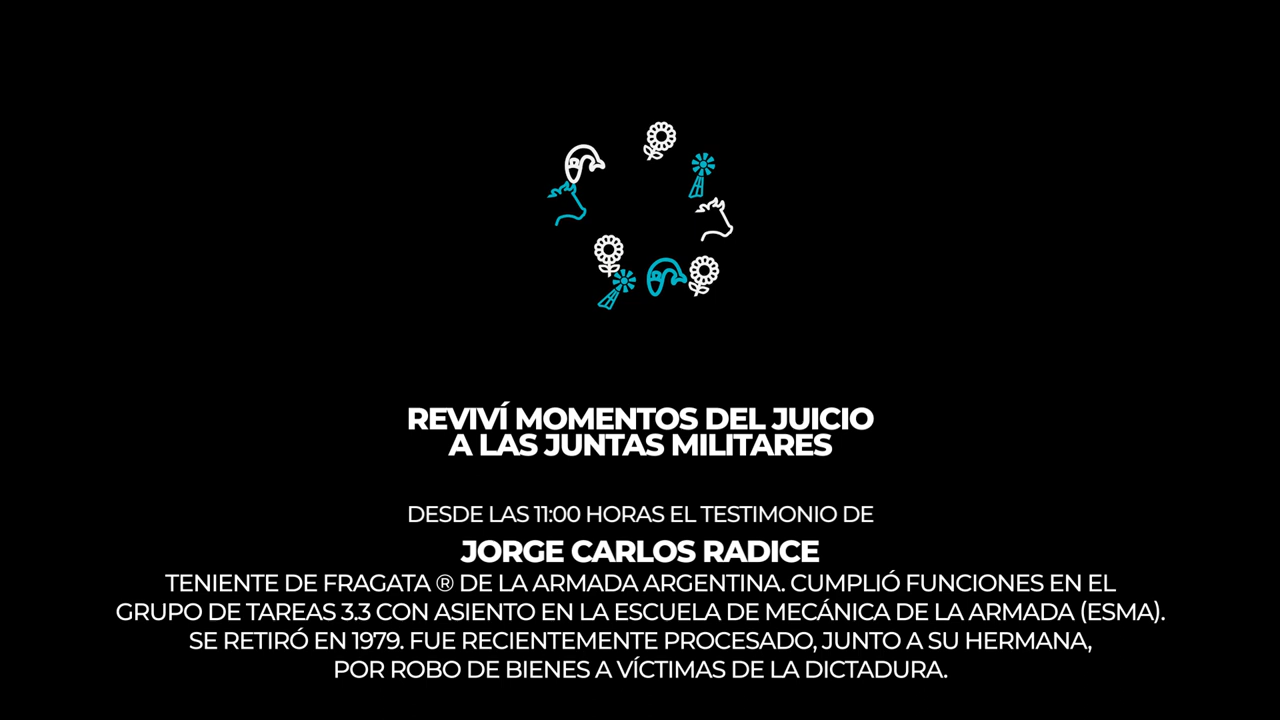 REVIVÍ MOMENTOS DEL JUICIO
A LAS JUNTAS MILITARES
DESDE LAS 11:00 HORAS EL TESTIMONIO DE
JORGE CARLOS RADICE
TENIENTE DE FRAGATA ® DE LA ARMADA ARGENTINA. CUMPLIÓ FUNCIONES EN EL
GRUPO DE TAREAS 3.3 CON ASIENTO EN LA ESCUELA DE MECÁNICA DE LA ARMADA (ESMA).
SE RETIRÓ EN 1979. FUE RECIENTEMENTE PROCESADO, JUNTO A SU HERMANA,
POR ROBO DE BIENES A VÍCTIMAS DE LA DICTADURA.